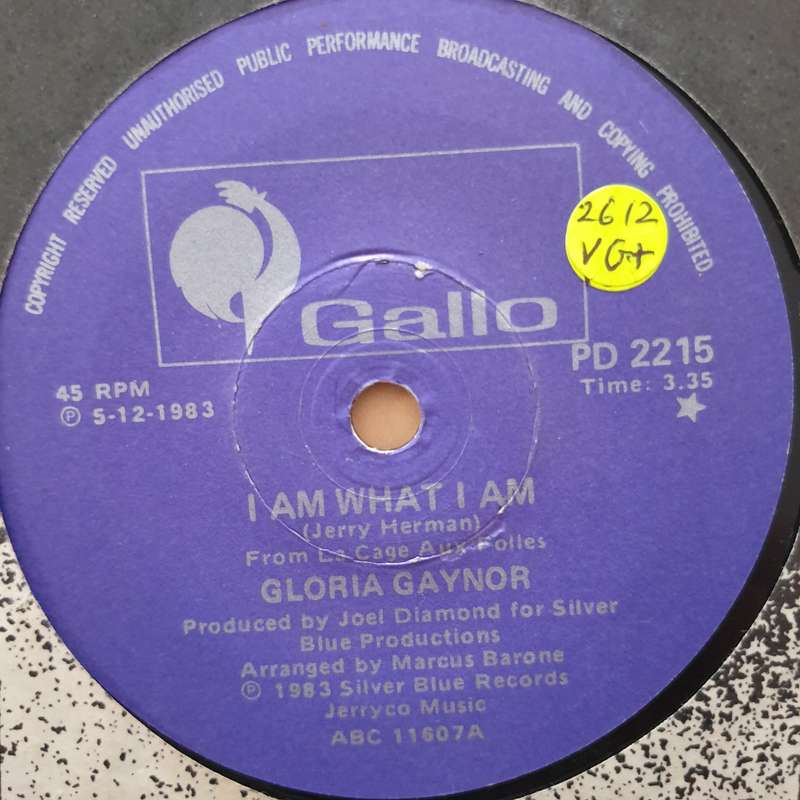 COPYRIGHT RESERVED UNAUTHORISED PUBLIC PERFORMANCE BROADCASTING AND COPYING PROHIBITED.
2612
VG+
Gallo
PD 2215
Time: 3.35
45 RPM
Ⓟ 5-12-1983
I AM WHAT I AM
(Jerry Herman)
From La Cage Aux Folles
GLORIA GAYNOR
Produced by Joel Diamond for Silver
Blue Productions
Arranged by Marcus Barone
Ⓟ 1983 Silver Blue Records
Jerryco Music
ABC 11607A